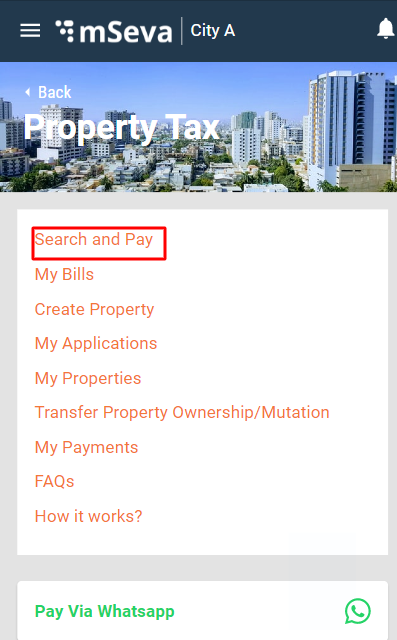 mSeva City A
Back
Property Tax
Search and Pay
My Bills
Create Property
My Applications
My Properties
Transfer Property Ownership/Mutation
My Payments
FAQs
How it works?
Pay Via Whatsapp